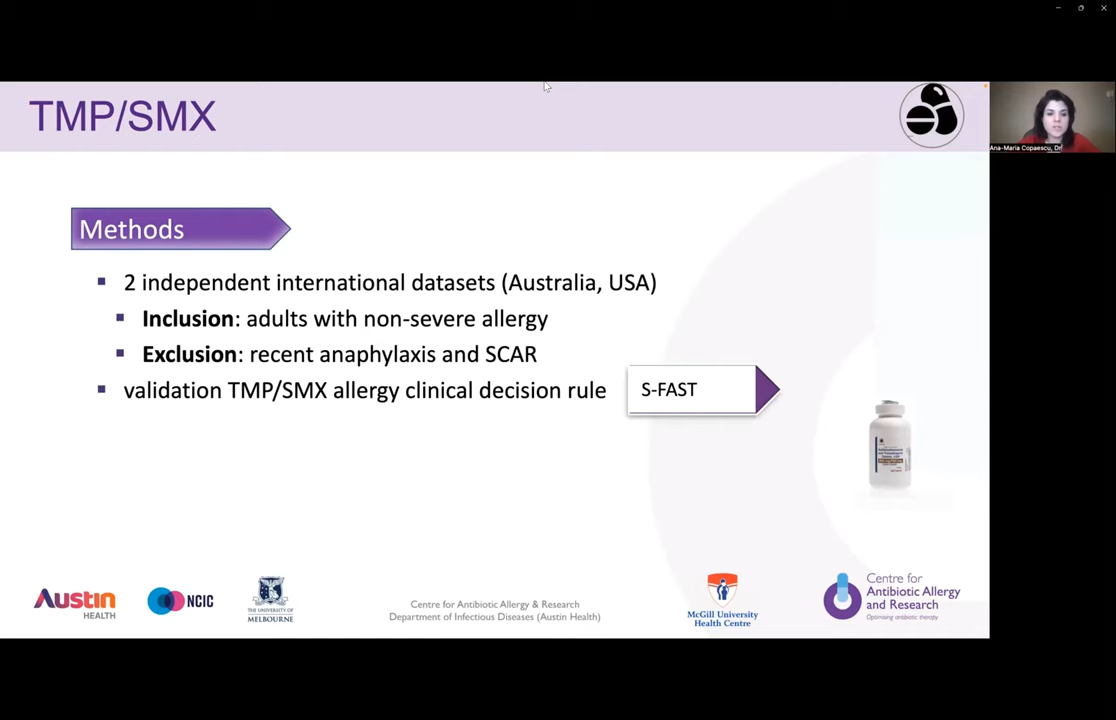 TMP/SMX
Ana-Maria Copaescu, Dr
Methods
▪ 2 independent international datasets (Australia, USA)
▪ Inclusion: adults with non-severe allergy
▪ Exclusion: recent anaphylaxis and SCAR
▪ validation TMP/SMX allergy clinical decision rule
S-FAST
Austin
HEALTH
NCIC
THE UNIVERSITY OF
MELBOURNE
Centre for Antibiotic Allergy & Research
Department of Infectious Diseases (Austin Health)
McGill University
Health Centre
Centre for
Antibiotic Allergy
and Research
Optimising antibiotic therapy